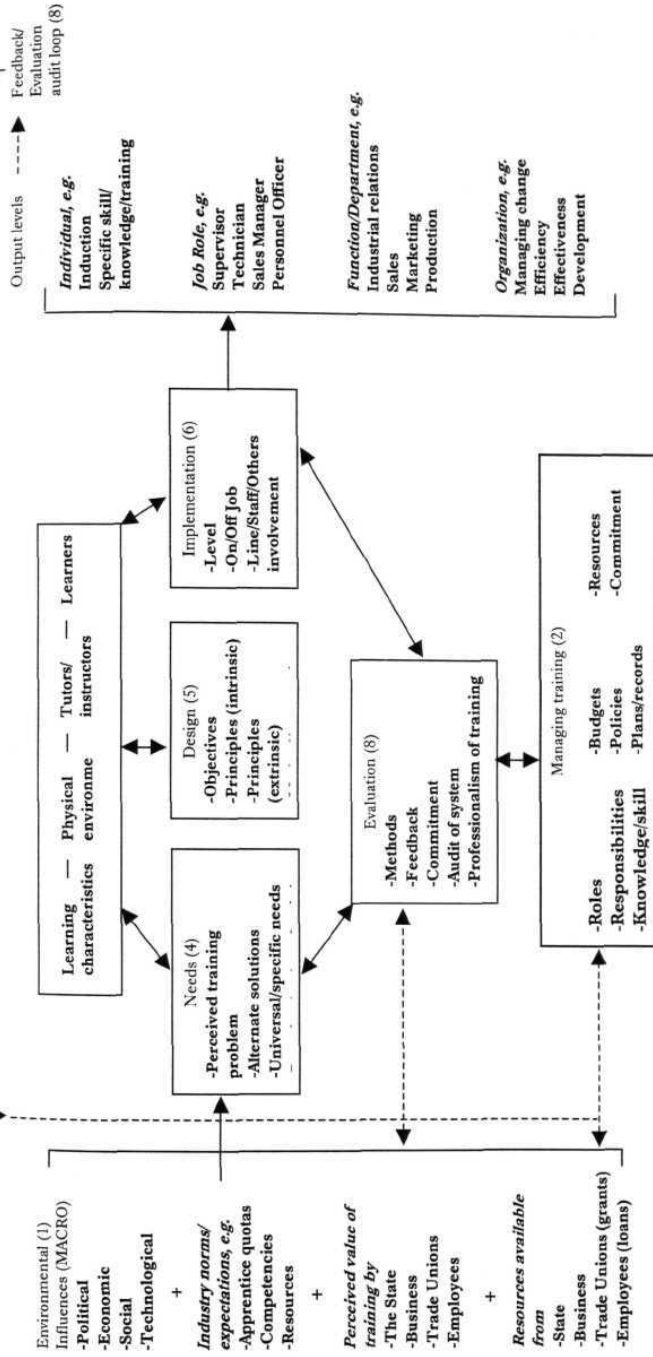 Environmental (1)
Influences (MACRO)
-Political
-Economic
-Social
-Technological
+
Industry norms/
expectations, e.g.
-Apprentice quotas
-Competencies
-Resources
+
Perceived value of
training by
-The State
-Business
-Trade Unions
-Employees
+
Resources available
from
-State
-Business
-Trade Unions (grants)
-Employees (loans)
Learning — Physical — Tutors/ — Learners
characteristics environme instructors
Needs (4)
-Perceived training
problem
-Alternate solutions
-Universal/specific needs
Design (5)
-Objectives
-Principles (intrinsic)
-Principles
(extrinsic)
Implementation (6)
-Level
-On/Off Job
-Line/Staff/Others
involvement
Evaluation (8)
-Methods
-Feedback
-Commitment
-Audit of system
-Professionalism of training
Managing training (2)
-Roles -Budgets -Resources
-Responsibilities -Policies -Commitment
-Knowledge/skill -Plans/records
Output levels
Feedback/
Evaluation
audit loop (8)
Individual, e.g.
Induction
Specific skill/
knowledge/training
Job Role, e.g.
Supervisor
Technician
Sales Manager
Personnel Officer
Function/Department, e.g.
Industrial relations
Sales
Marketing
Production
Organization, e.g.
Managing change
Efficiency
Effectiveness
Development